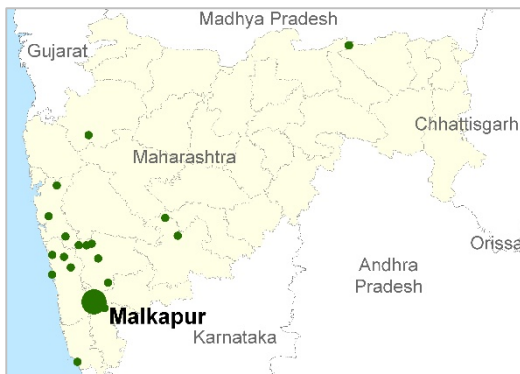 Madhya Pradesh
Gujarat
Chhattisgarh
Maharashtra
Orissa
Andhra
Pradesh
Malkapur
Karnataka